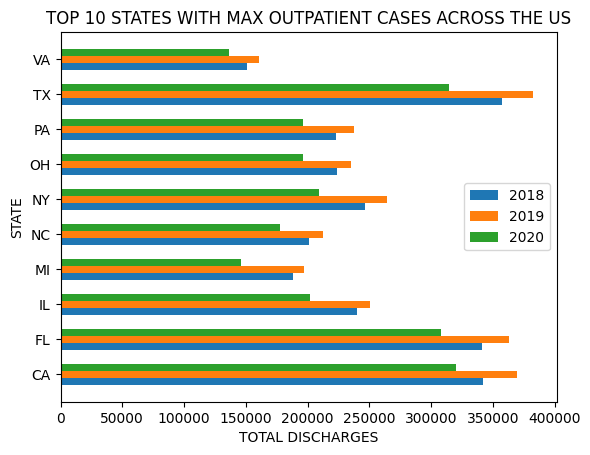 TOP 10 STATES WITH MAX OUTPATIENT CASES ACROSS THE US
VA
TX
PA
OH
NY
NC
MI
IL
FL
CA
STATE
2018
2019
2020
0 50000 100000 150000 200000 250000 300000 350000 400000
TOTAL DISCHARGES